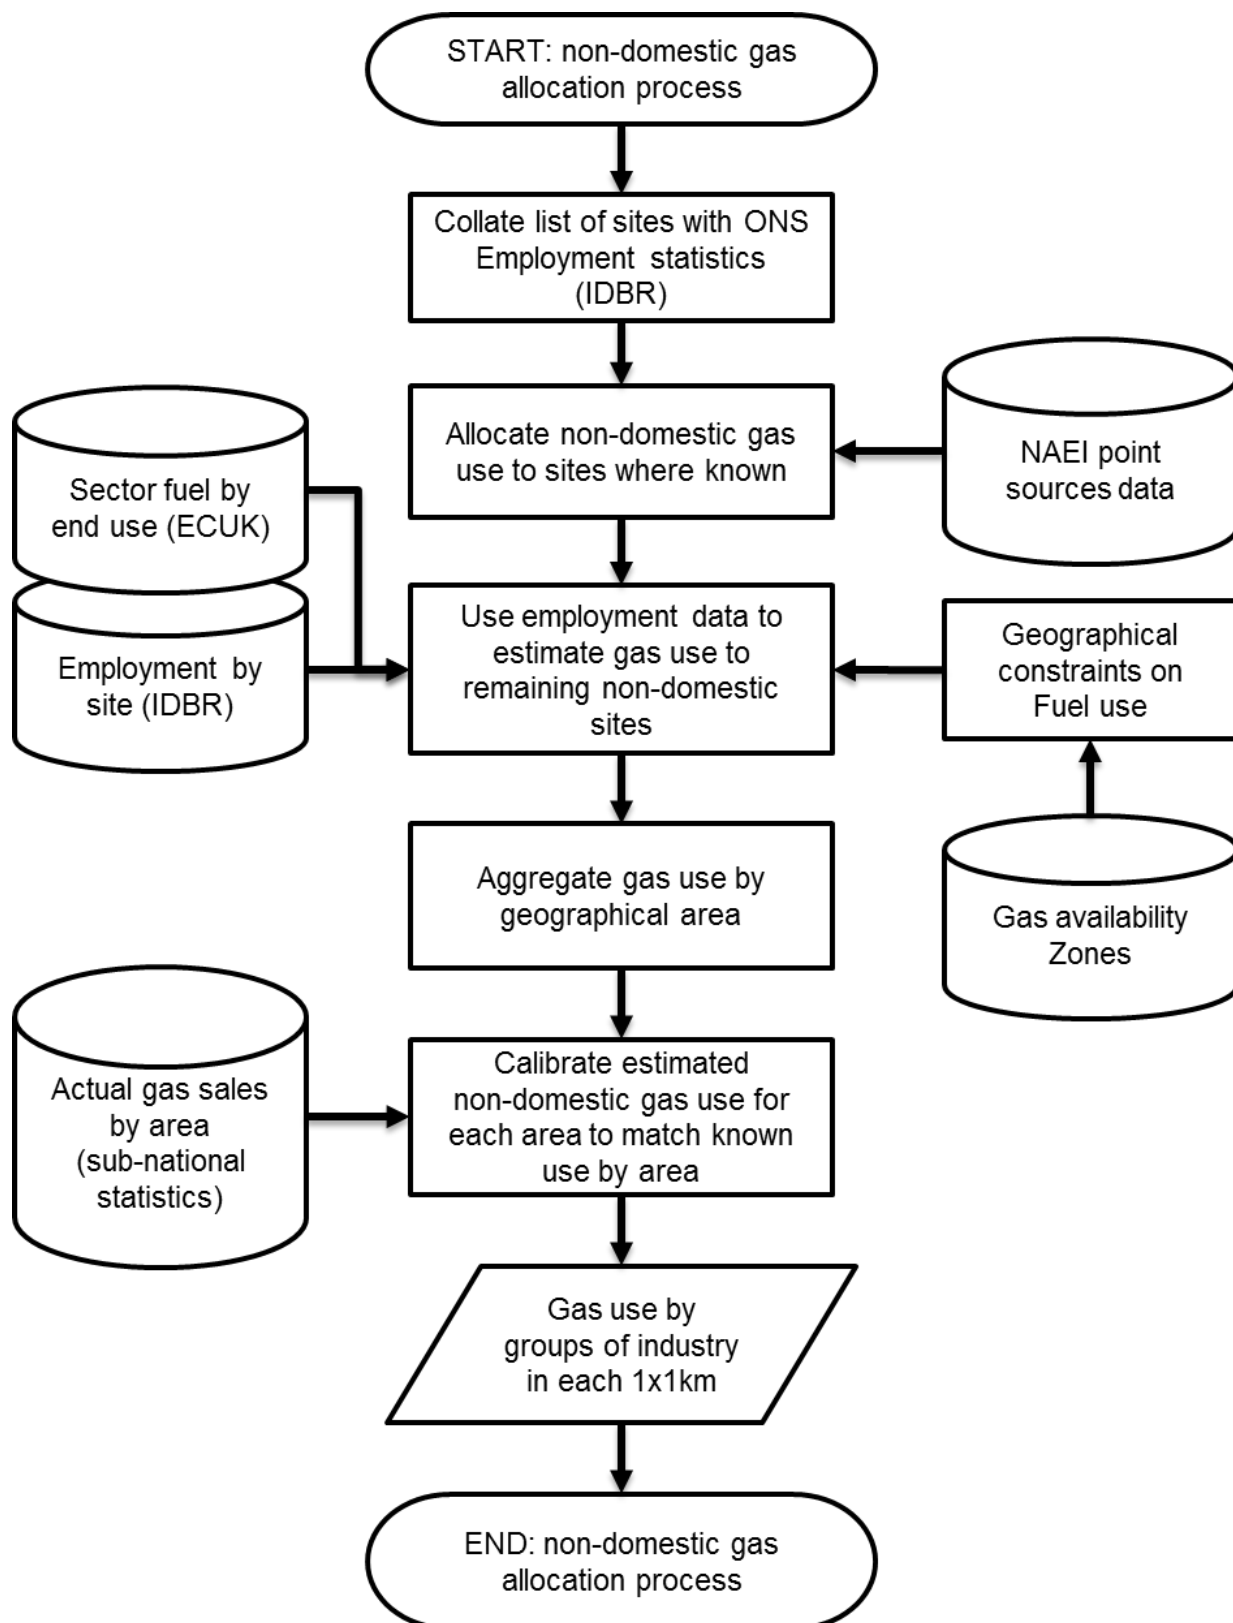 START: non-domestic gas
allocation process
Collate list of sites with ONS
Employment statistics
(IDBR)
Allocate non-domestic gas
use to sites where known
NAEI point
sources data
Sector fuel by
end use (ECUK)
Employment by
site (IDBR)
Use employment data to
estimate gas use to
remaining non-domestic
sites
Geographical
constraints on
Fuel use
Gas availability
Zones
Aggregate gas use by
geographical area
Actual gas sales
by area
(sub-national
statistics)
Calibrate estimated
non-domestic gas use for
each area to match known
use by area
Gas use by
groups of industry
in each 1x1km
END: non-domestic gas
allocation process